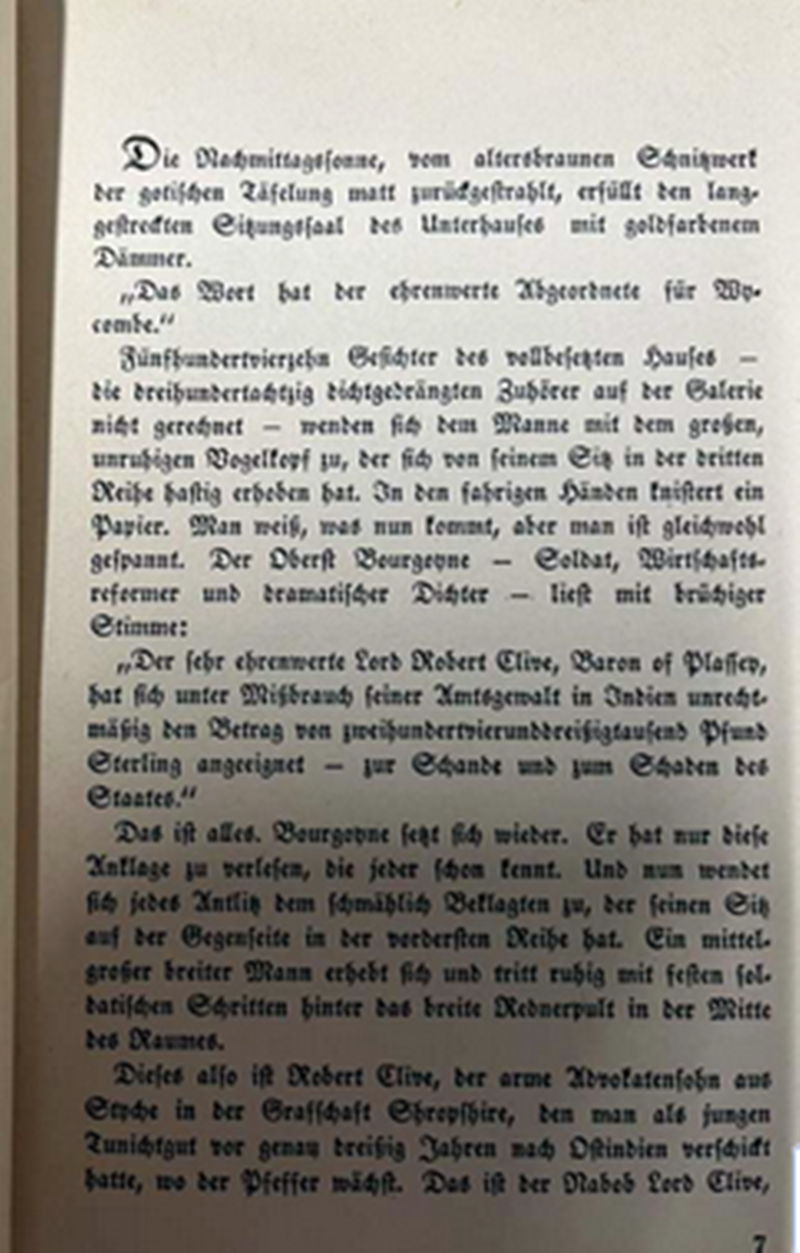 Die Nachmittagssonne, vom altersbraunen Schnitzwerk
der gotischen Täfelung matt zurückgestrahlt, erfüllt den lang-
gestreckten Sitzungssaal des Unterhauses mit goldfarbenem
Dämmer.
„Das Wort hat der ehrenwerte Abgeordnete für Wy-
combe.“
Fünfhundertvierzehn Gesichter des vollbesetzten Hauses —
die dreihundertachtzig dichtgedrängten Zuhörer auf der Galerie
nicht gerechnet — wenden sich dem Manne mit dem großen,
unruhigen Vogelkopf zu, der sich von seinem Sitz in der dritten
Reihe hastig erhoben hat. In den fahrigen Händen knistert ein
Papier. Man weiß, was nun kommt, aber man ist gleichwohl
gespannt. Der Oberst Bourgoyne — Soldat, Wirtschafts-
reformer und dramatischer Dichter — liest mit brüchiger
Stimme:
„Der sehr ehrenwerte Lord Robert Clive, Baron of Plassey,
hat sich unter Mißbrauch seiner Amtsgewalt in Indien unrecht-
mäßig den Betrag von zweihundertvierunddreißigtausend Pfund
Sterling angeeignet — zur Schande und zum Schaden des
Staates.“
Das ist alles. Bourgoyne setzt sich wieder. Er hat nur diese
Anklage zu verlesen, die jeder schon kennt. Und nun wendet
sich jedes Antlitz dem schmählich Beklagten zu, der seinen Sitz
auf der Gegenseite in der vordersten Reihe hat. Ein mittel-
großer breiter Mann erhebt sich und tritt ruhig mit festen sol-
datischen Schritten hinter das breite Rednerpult in der Mitte
des Raumes.
Dieses also ist Robert Clive, der arme Advokatensohn aus
Styche in der Grafschaft Shropshire, den man als jungen
Tunichtgut vor genau dreißig Jahren nach Ostindien verschickt
hatte, wo der Pfeffer wächst. Das ist der Nabob Lord Clive,
7